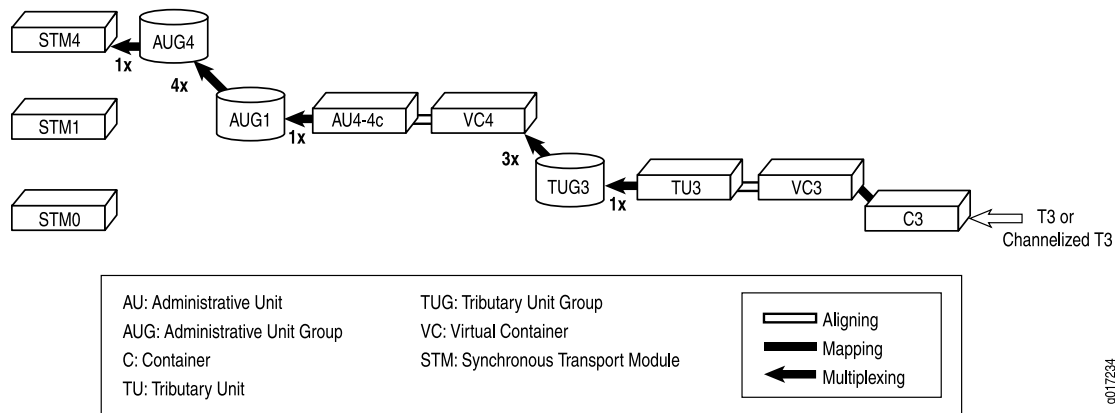 STM4
AUG4
1x
4x
STM1
AUG1
1x
AU4-4c
VC4
3x
STM0
TUG3
1x
TU3
VC3
C3
T3 or
Channelized T3
AU: Administrative Unit
AUG: Administrative Unit Group
C: Container
TU: Tributary Unit
TUG: Tributary Unit Group
VC: Virtual Container
STM: Synchronous Transport Module
Aligning
Mapping
Multiplexing
g017234